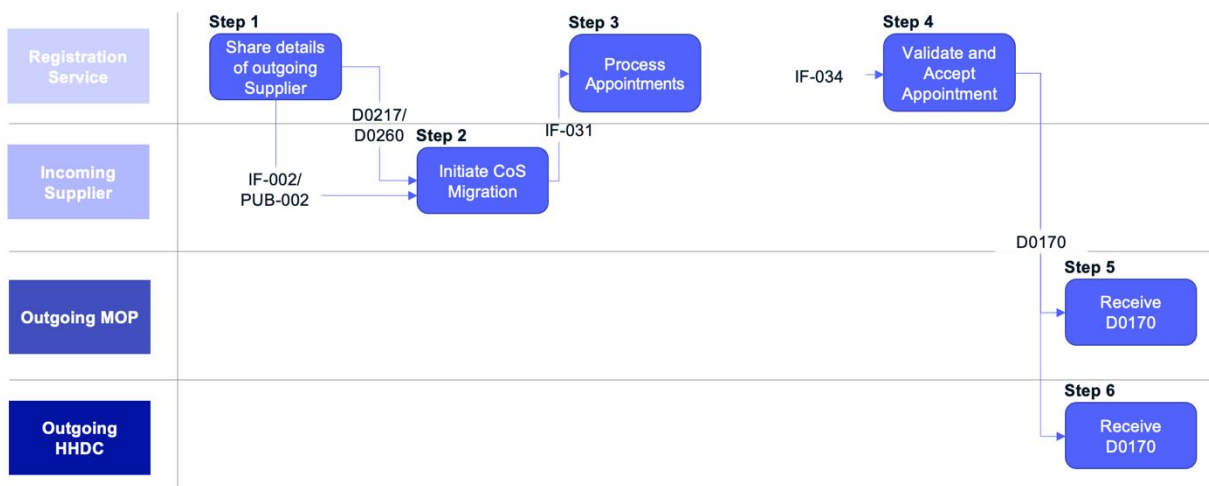 Step 1
Step 3
Step 4
Registration
Service
Share details
of outgoing
Supplier
Process
Appointments
IF-034
Validate and
Accept
Appointment
D0217/
D0260
Step 2
IF-031
Incoming
Supplier
IF-002/
PUB-002
Initiate CoS
Migration
D0170
Step 5
Outgoing MOP
Receive
D0170
Step 6
Outgoing
HHDC
Receive
D0170